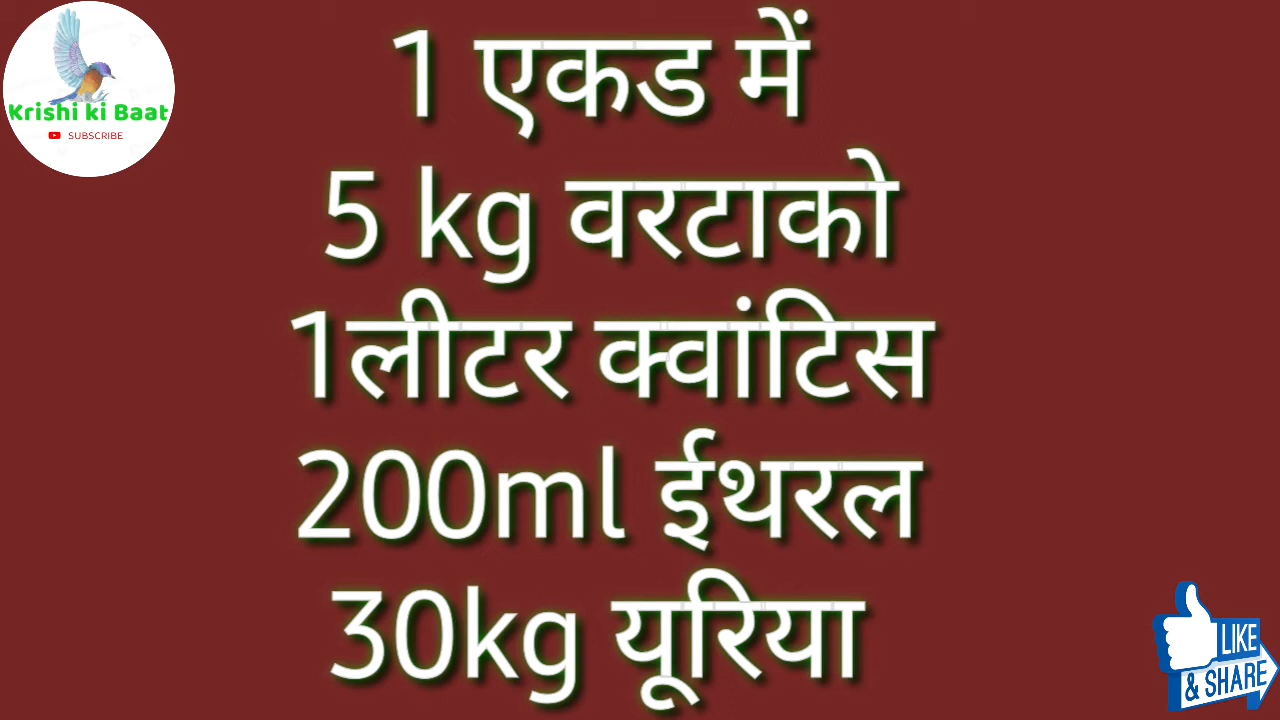 Krishi ki Baat
SUBSCRIBE
1 एकड में
5 kg वरटाको
1लीटर क्वांटिस
200ml ईथरल
30kg यूरिया
LIKE
& SHARE